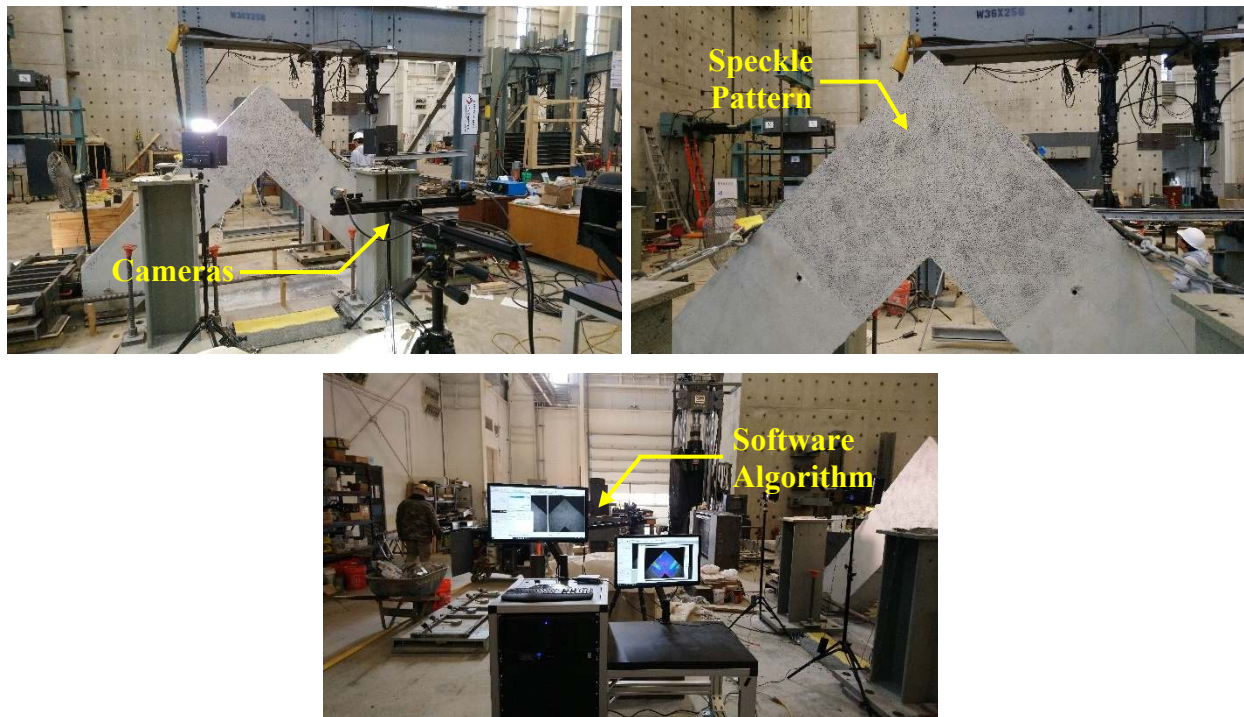 W36X256
Cameras
W36X256
Speckle
Pattern
Software
Algorithm